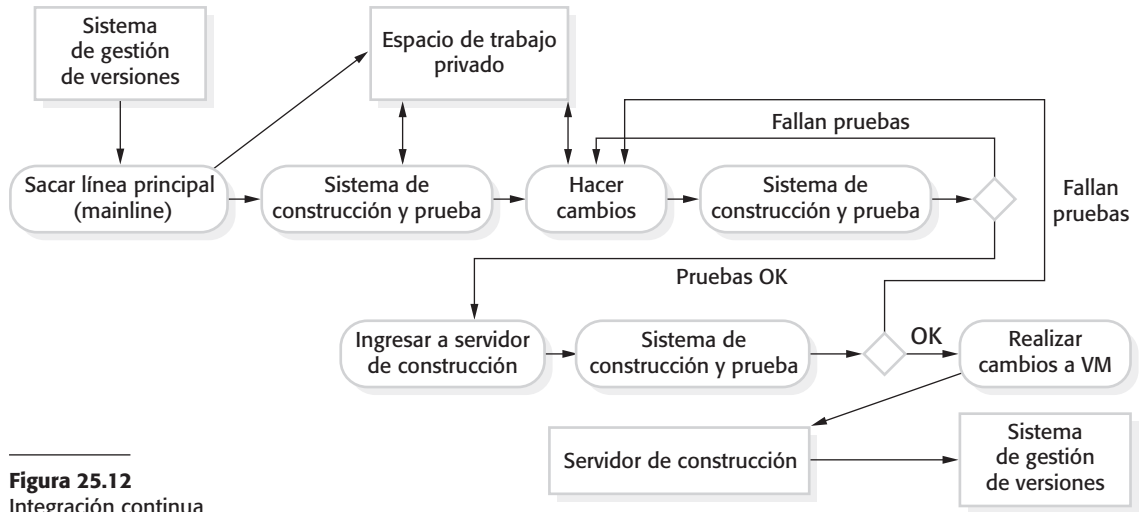 Sistema
de gestión
de versiones
Espacio de trabajo
privado
Fallan pruebas
Sacar línea principal
(mainline)
Sistema de
construcción y prueba
Hacer
cambios
Sistema de
construcción y prueba
Fallan
pruebas
Pruebas OK
Ingresar a servidor
de construcción
Sistema de
construcción y prueba
OK
Realizar
cambios a VM
Servidor de construcción
Sistema
de gestión
de versiones
Figura 25.12
Integración continua